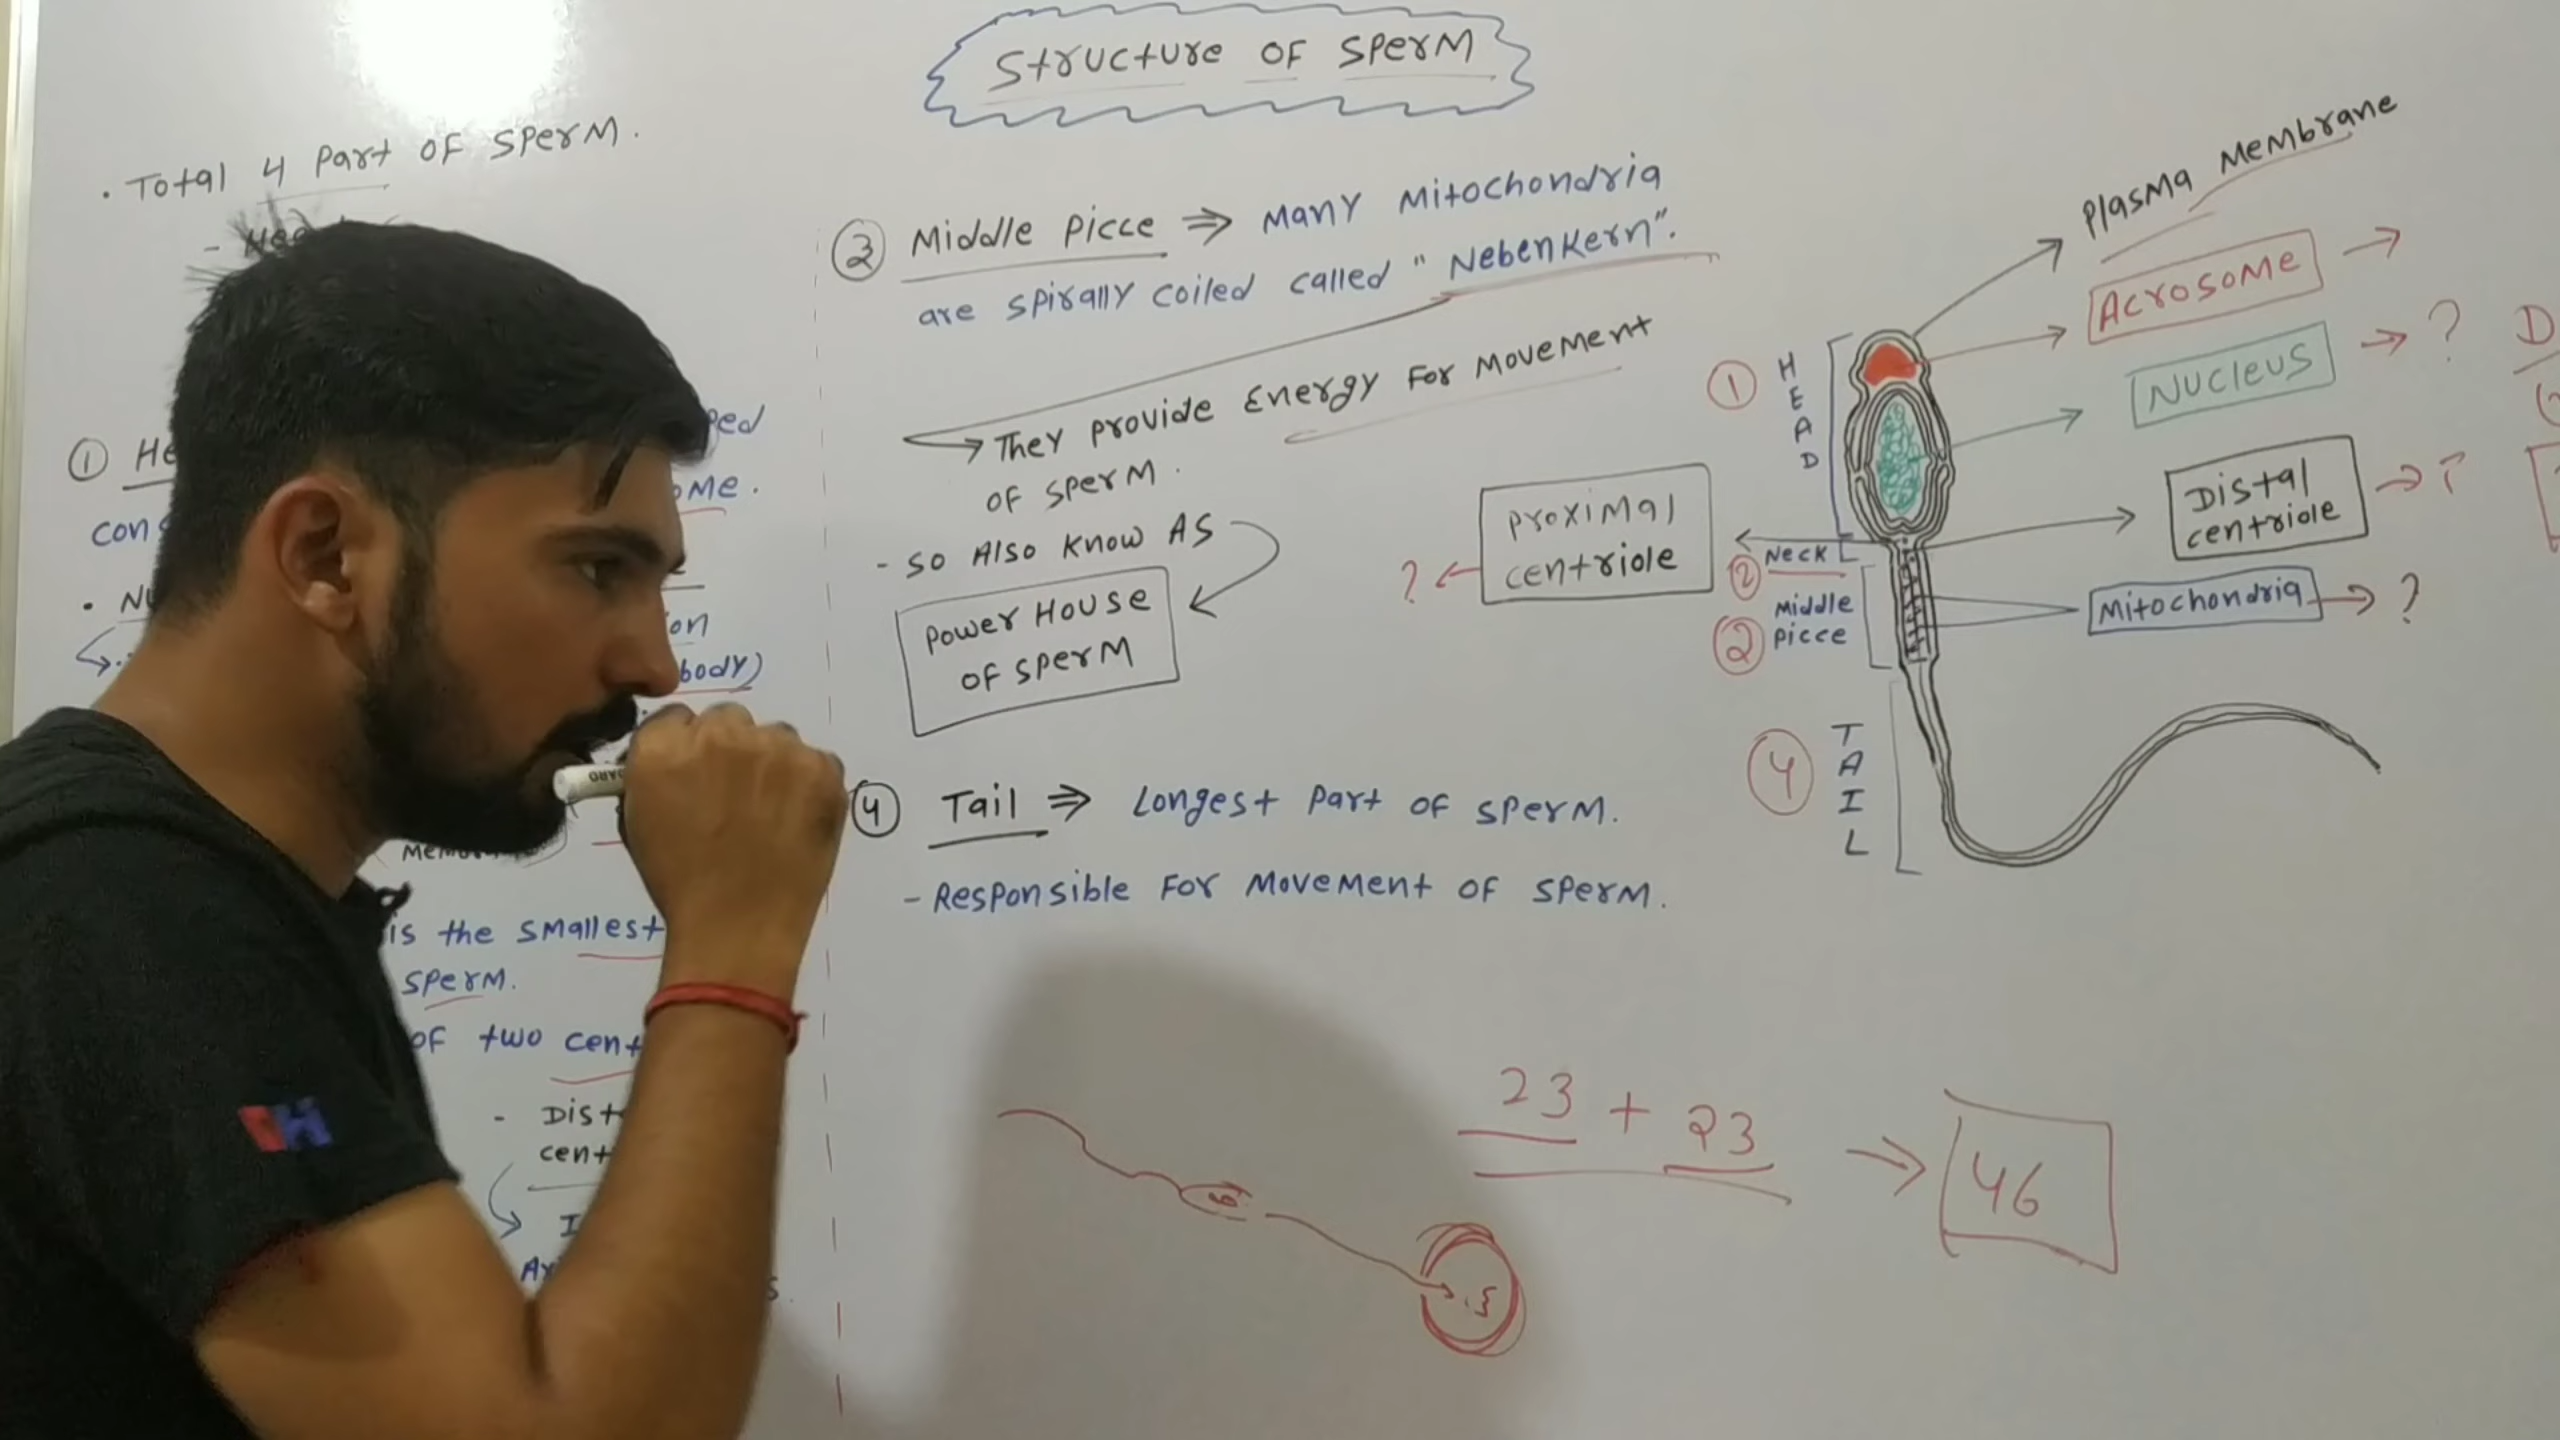 Structure OF SperM
• Total 4 Part OF SperM.
① He
ped
oMe.
con
on
body)
is the smallest
SperM.
OF two cent
- Dist
cent
③ Middle Picce ⇒ Many Mitochondria
are spirally coiled called "NebenKern".
→ They provide Energy For Movement
OF SperM.
- So Also Know AS
Power House
OF SperM
④ Tail ⇒ Longest Part OF SperM.
- Responsible For Movement OF SperM.
23 + 23 ⇒ 46
Plasma Membrane
Acrosome →
Nucleus → ?
Distal
centriole → ?
Mitochondria → ?
? ← Proximal
centriole
① HEAD
② Neck
② Middle
Picce
④ TAIL
D